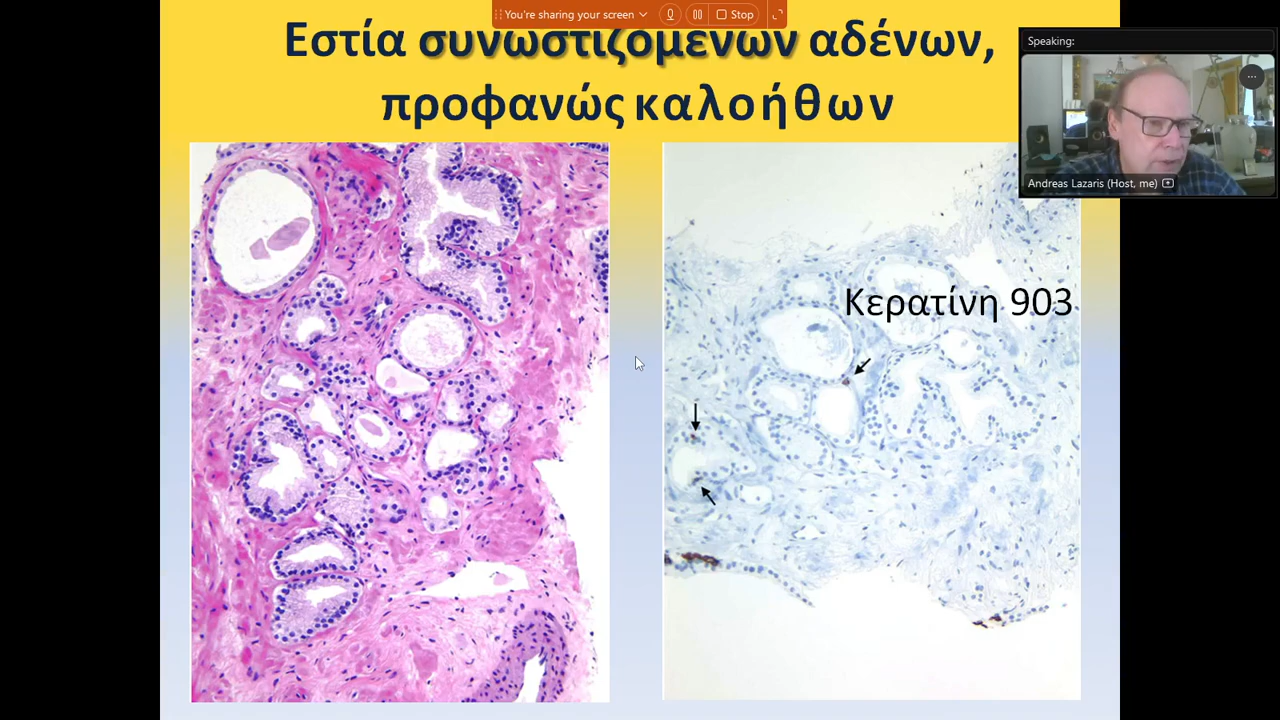 You're sharing your screen
Stop
Εστία συνωστιζόμενων αδένων,
προφανώς καλοήθων
Speaking:
Andreas Lazaris (Host, me)
Κερατίνη 903